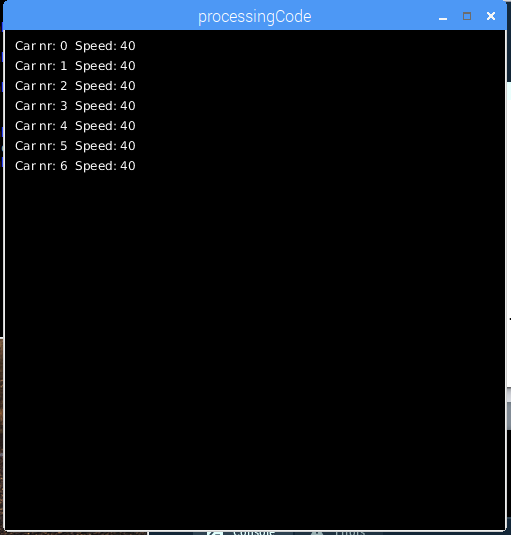 processingCode
Car nr: 0 Speed: 40
Car nr: 1 Speed: 40
Car nr: 2 Speed: 40
Car nr: 3 Speed: 40
Car nr: 4 Speed: 40
Car nr: 5 Speed: 40
Car nr: 6 Speed: 40
Console